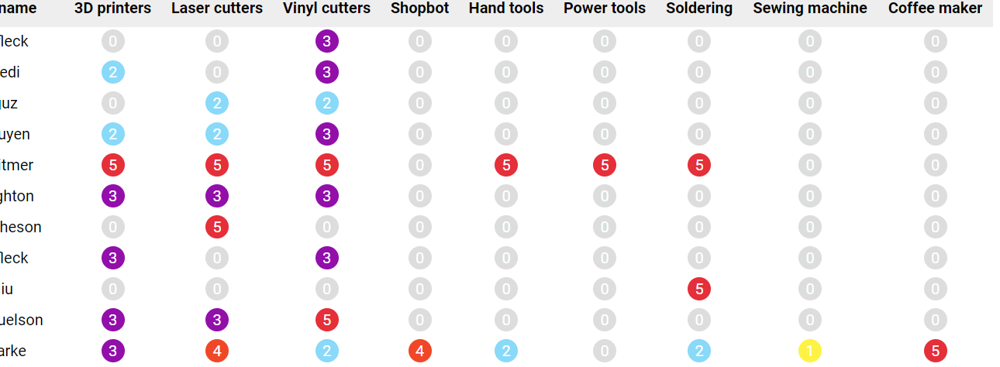 name 3D printers Laser cutters Vinyl cutters Shopbot Hand tools Power tools Soldering Sewing machine Coffee maker
fleck 0 0 3 0 0 0 0 0 0
edi 2 0 3 0 0 0 0 0 0
guz 0 2 2 0 0 0 0 0 0
uyen 2 2 3 0 0 0 0 0 0
itmer 5 5 5 0 5 5 5 0 0
ghton 3 3 3 0 0 0 0 0 0
heson 0 5 0 0 0 0 0 0 0
fleck 3 0 3 0 0 0 0 0 0
iu 0 0 0 0 0 0 5 0 0
uelson 3 3 5 0 0 0 0 0 0
arke 3 4 2 4 2 0 2 1 5